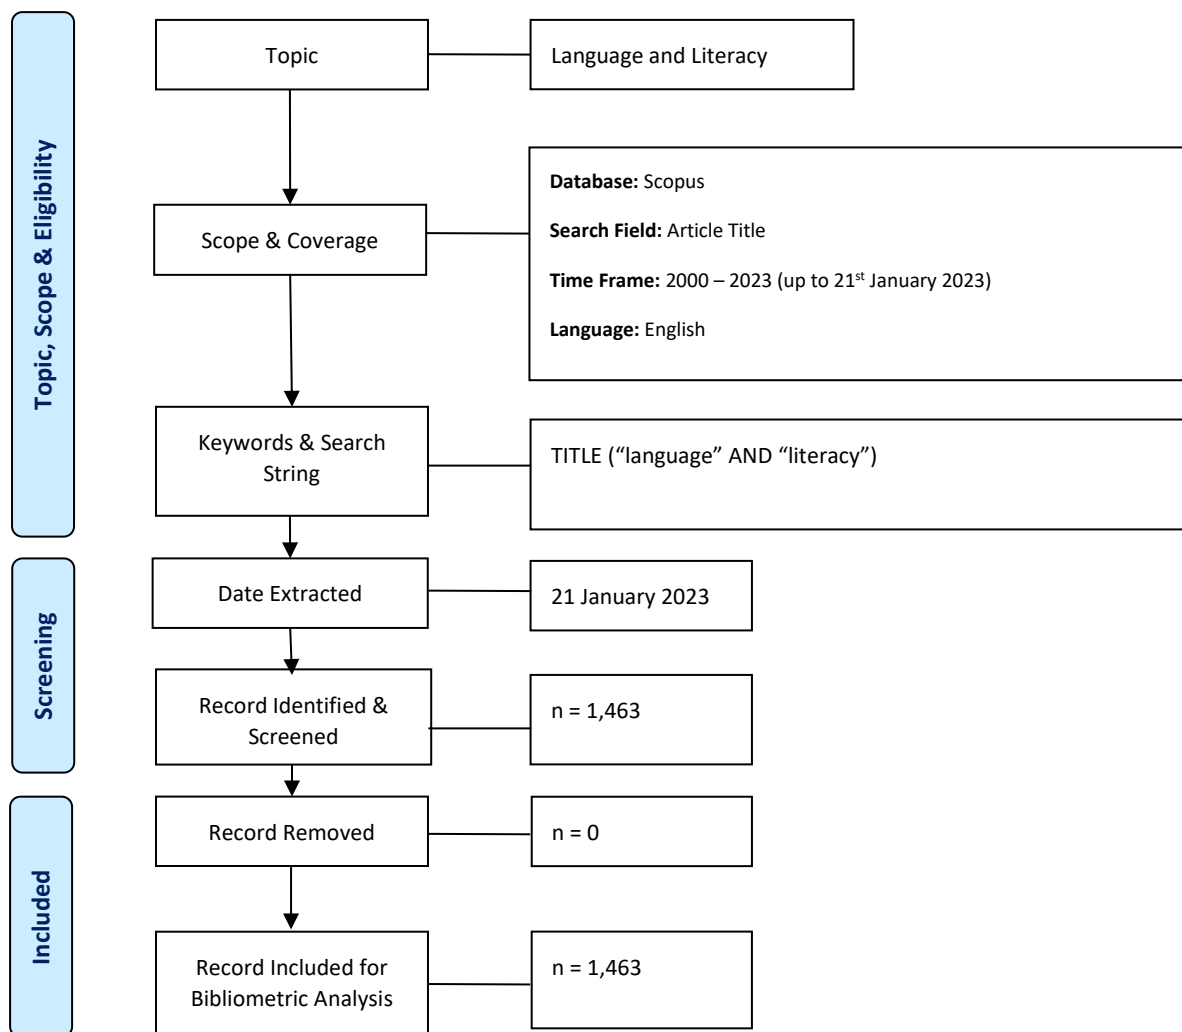 Topic, Scope & Eligibility
Topic
Language and Literacy
Scope & Coverage
Database: Scopus
Search Field: Article Title
Time Frame: 2000 – 2023 (up to 21st January 2023)
Language: English
Keywords & Search
String
TITLE (“language” AND “literacy”)
Screening
Date Extracted
21 January 2023
Record Identified &
Screened
n = 1,463
Included
Record Removed
n = 0
Record Included for
Bibliometric Analysis
n = 1,463